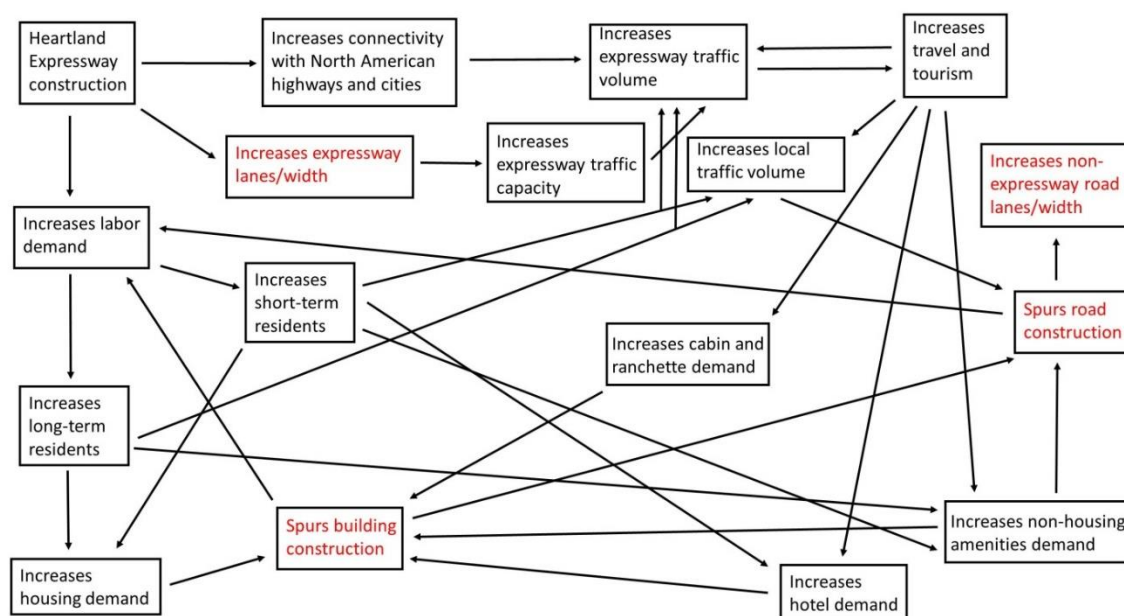 Heartland
Expressway
construction
Increases connectivity
with North American
highways and cities
Increases
expressway traffic
volume
Increases
travel and
tourism
Increases expressway
lanes/width
Increases
expressway traffic
capacity
Increases local
traffic volume
Increases non-
expressway road
lanes/width
Increases labor
demand
Increases
short-term
residents
Spurs road
construction
Increases cabin and
ranchette demand
Increases
long-term
residents
Spurs building
construction
Increases non-housing
amenities demand
Increases
housing demand
Increases
hotel demand